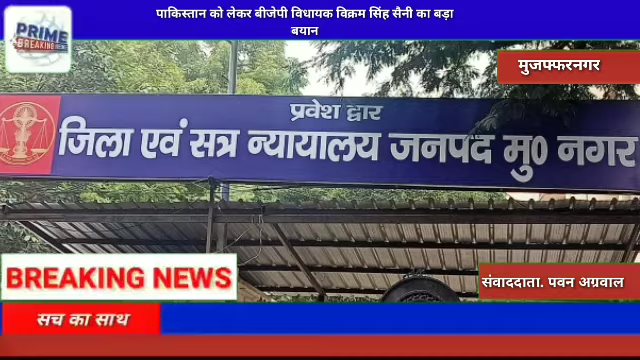 पाकिस्तान को लेकर बीजेपी विधायक विक्रम सिंह सैनी का बड़ा
बयान
PRIME
BREAKING NEWS
मुजफ्फरनगर
प्रवेश द्वार
जिला एवं सत्र न्यायालय जनपद मु0 नगर
BREAKING NEWS
संवाददाता. पवन अग्रवाल
सच का साथ